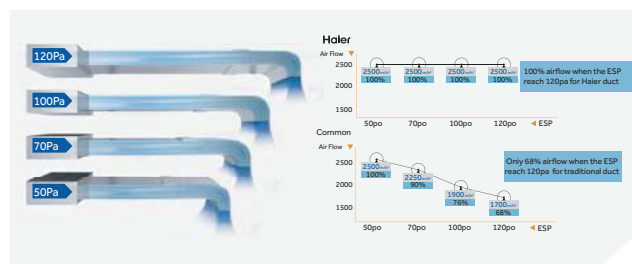 120Pa
100Pa
70Pa
50Pa
Haier
Air Flow
2500
2000
1500
2500m³/h
100%
2500m³/h
100%
2500m³/h
100%
2500m³/h
100%
50pa
70pa
100pa
120pa
ESP
100% airflow when the ESP
reach 120pa for Haier duct
Common
Air Flow
2500
2000
1500
2500m³/h
100%
2250m³/h
90%
1900m³/h
76%
1700m³/h
68%
50pa
70pa
100pa
120pa
ESP
Only 68% airflow when the ESP
reach 120pa for traditional duct